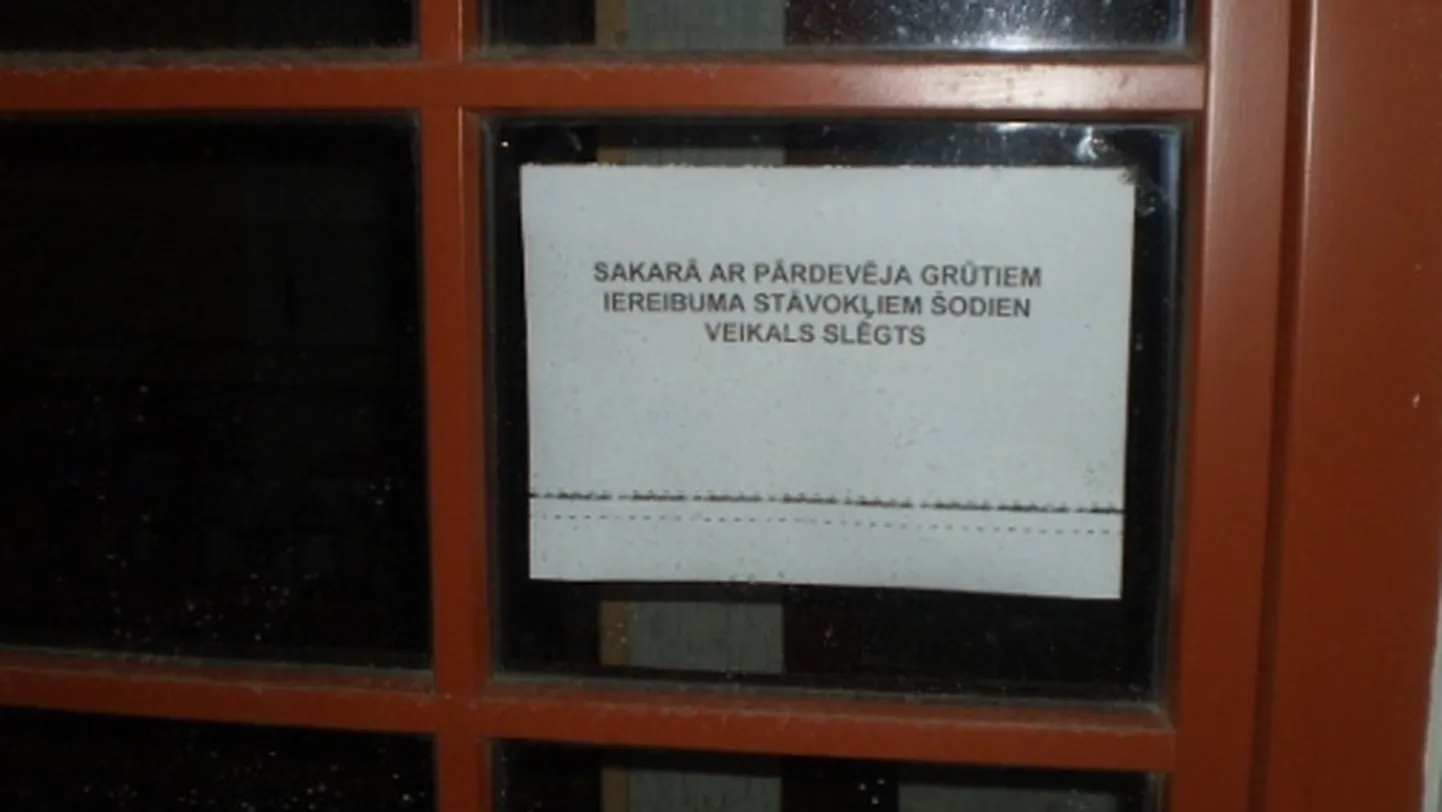 SAKARĀ AR PĀRDEVĒJA GRŪTIEM
IEREIBUMA STĀVOKĻIEM ŠODIEN
VEIKALS SLĒGTS